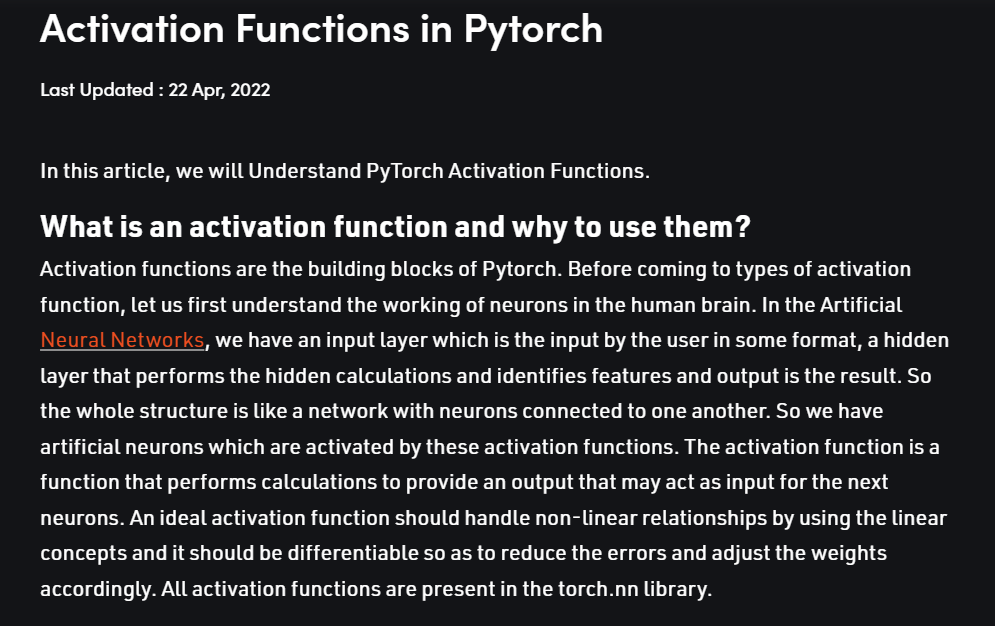 Activation Functions in Pytorch
Last Updated : 22 Apr, 2022
In this article, we will Understand PyTorch Activation Functions.
What is an activation function and why to use them?
Activation functions are the building blocks of Pytorch. Before coming to types of activation
function, let us first understand the working of neurons in the human brain. In the Artificial
Neural Networks, we have an input layer which is the input by the user in some format, a hidden
layer that performs the hidden calculations and identifies features and output is the result. So
the whole structure is like a network with neurons connected to one another. So we have
artificial neurons which are activated by these activation functions. The activation function is a
function that performs calculations to provide an output that may act as input for the next
neurons. An ideal activation function should handle non-linear relationships by using the linear
concepts and it should be differentiable so as to reduce the errors and adjust the weights
accordingly. All activation functions are present in the torch.nn library.